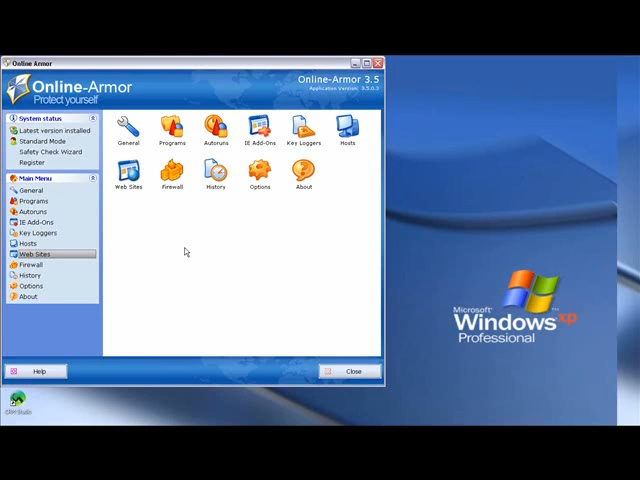 Online Armor
Online-Armor
Protect yourself
Online-Armor 3.5
Application Version: 3.5.0.3
System status
Latest version installed
Standard Mode
Safety Check Wizard
Register
Main Menu
General
Programs
Autoruns
IE Add-Ons
Key Loggers
Hosts
Web Sites
Firewall
History
Options
About
General
Programs
Autoruns
IE Add-Ons
Key Loggers
Hosts
Web Sites
Firewall
History
Options
About
Help
Close
Microsoft®
Windows xp
Professional